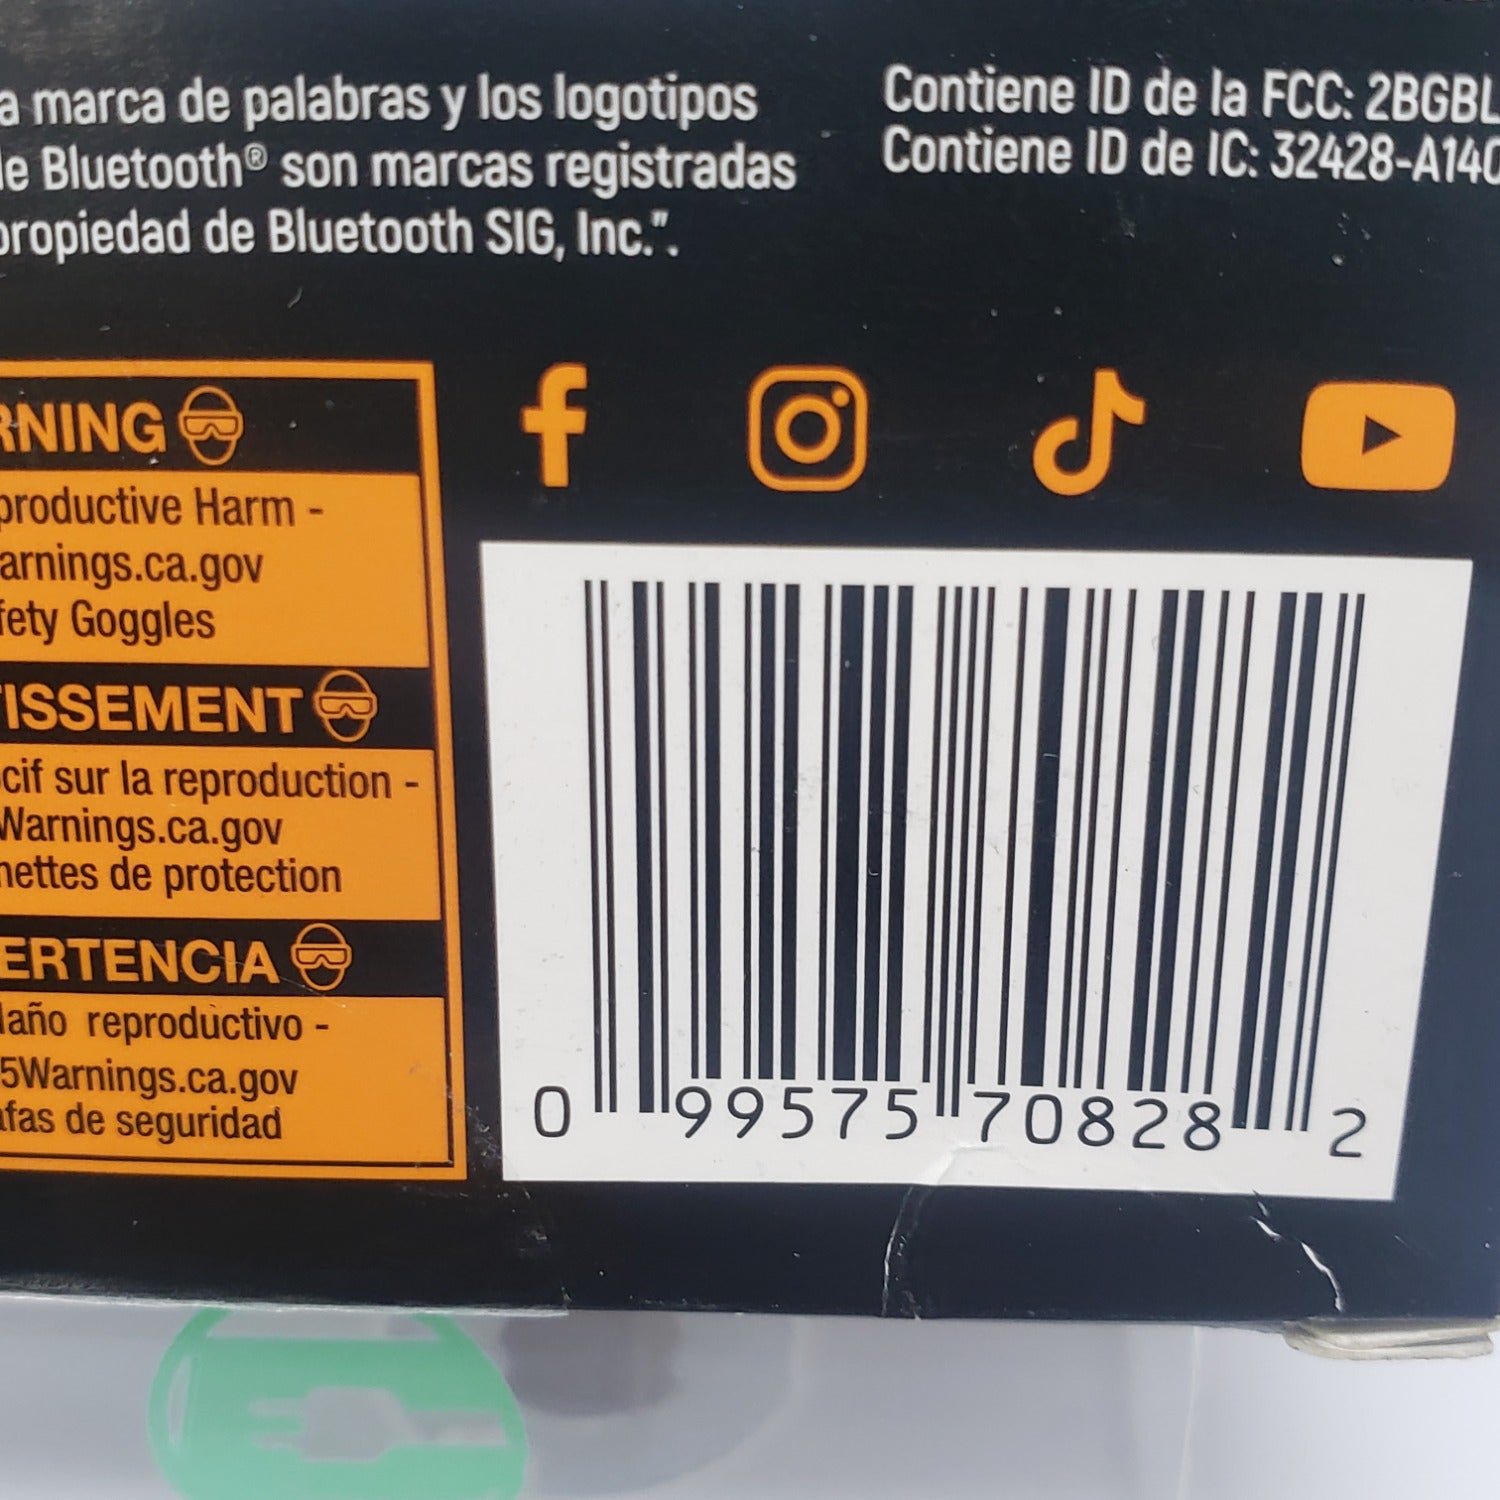 a marca de palabras y los logotipos
de Bluetooth® son marcas registradas
propiedad de Bluetooth SIG, Inc.”.
Contiene ID de la FCC: 2BGBL
Contiene ID de IC: 32428-A140
RNING
productive Harm -
arnings.ca.gov
fety Goggles
TISSEMENT
cif sur la reproduction -
Warnings.ca.gov
nettes de protection
ERTENCIA
daño reproductivo -
5Warnings.ca.gov
afas de seguridad
0 99575 70828 2